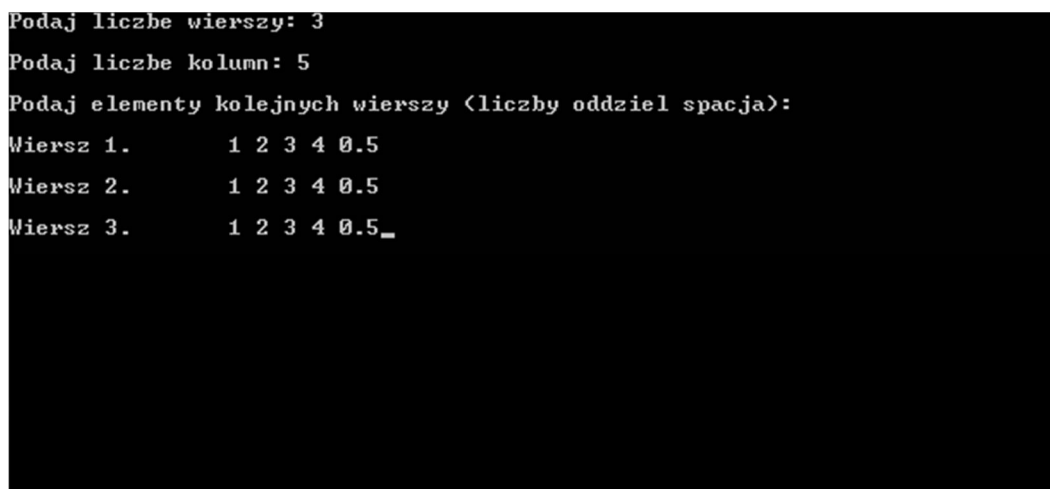 Podaj liczbe wierszy: 3
Podaj liczbe kolumn: 5
Podaj elementy kolejnych wierszy (liczby oddziel spacja):
Wiersz 1. 1 2 3 4 0.5
Wiersz 2. 1 2 3 4 0.5
Wiersz 3. 1 2 3 4 0.5_